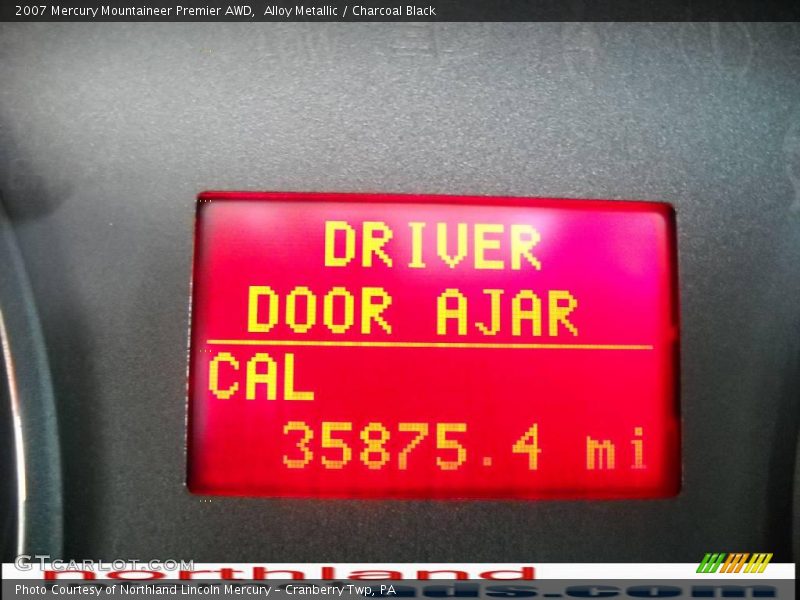 2007 Mercury Mountaineer Premier AWD,  Alloy Metallic / Charcoal Black
DRIVER
DOOR AJAR
CAL
35875.4 mi
GTcarlot.com
northland
Photo Courtesy of Northland Lincoln Mercury - Cranberry Twp, PA